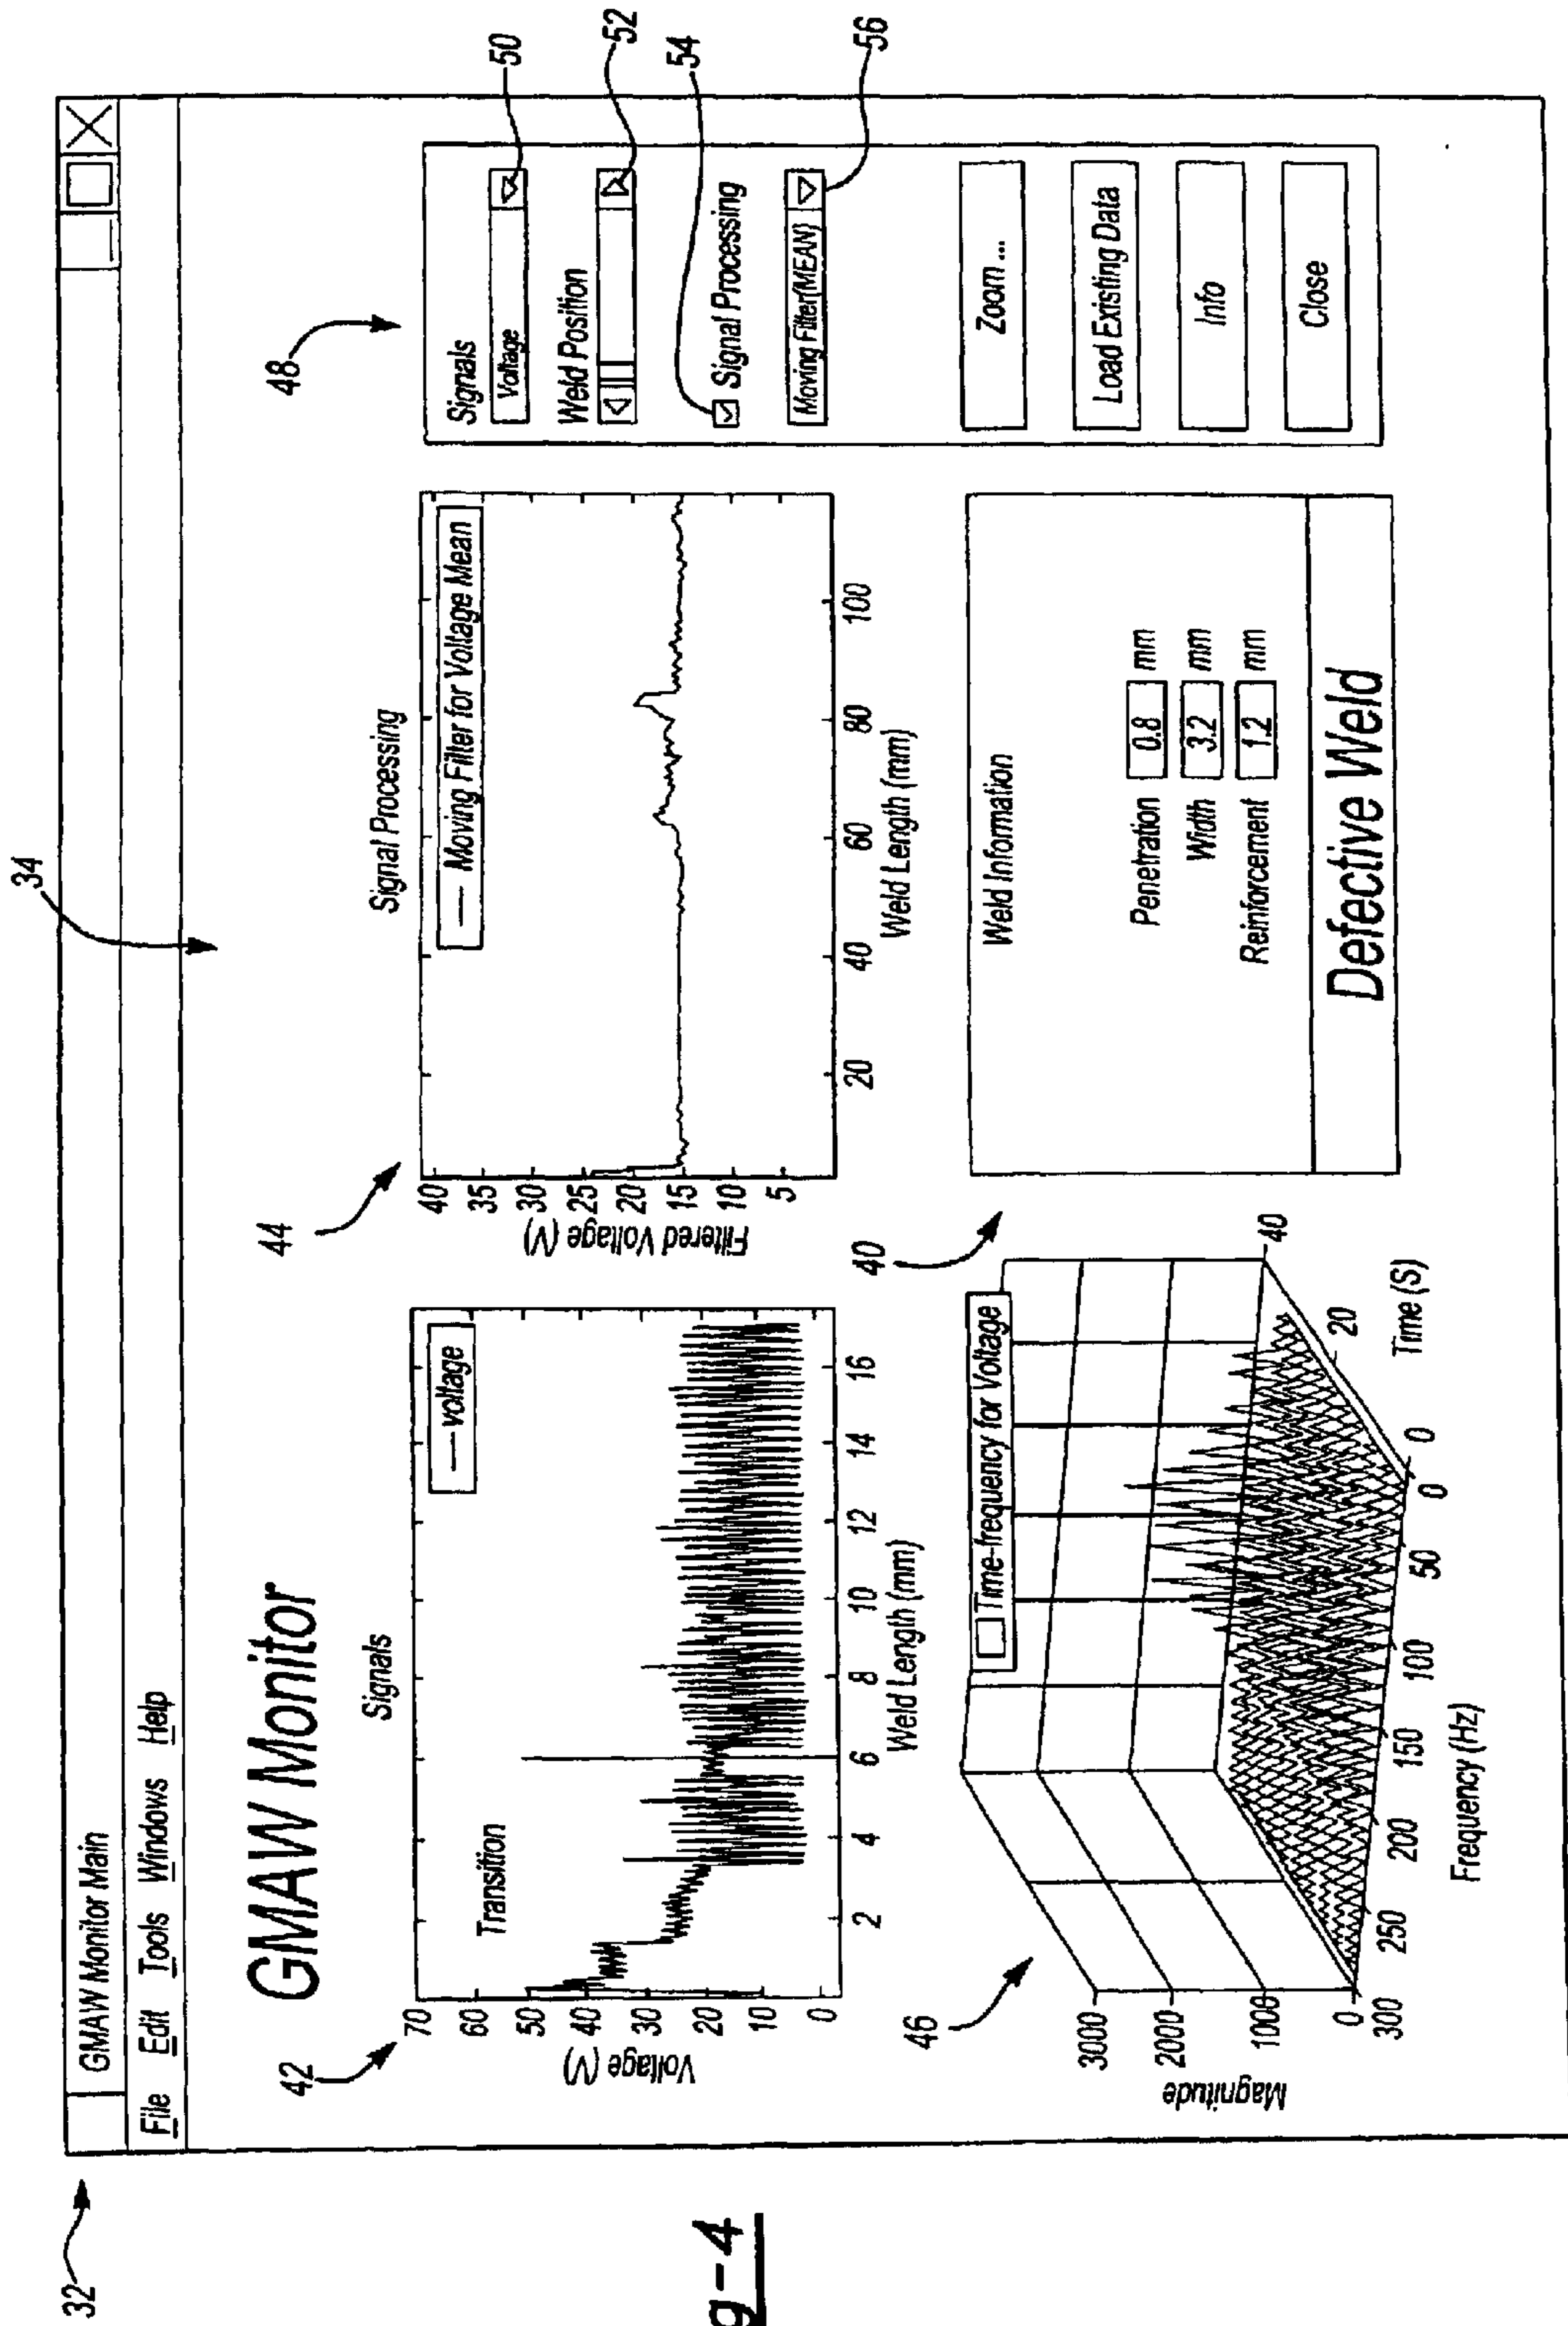 32
34
GMAW Monitor Main
File Edit Tools Windows Help
GMAW Monitor
42
Signals
voltage
Transition
Voltage (V)
70
60
50
40
30
20
10
0
2 4 6 8 10 12 14 16
Weld Length (mm)
44
Signal Processing
Moving Filter for Voltage Mean
Filtered Voltage (V)
40
35
30
25
20
15
10
5
20 40 60 80 100
Weld Length (mm)
48
Signals
Voltage
50
Weld Position
52
54
Signal Processing
Moving Filter(MEAN)
56
Zoom ...
Load Existing Data
Info
Close
46
Time-frequency for Voltage
Magnitude
3000
2000
1000
0
300 250 200 150 100 50 0
Frequency (Hz)
0 20 40
Time (S)
40
Weld Information
Penetration 0.8 mm
Width 3.2 mm
Reinforcement 1.2 mm
Defective Weld
g-4